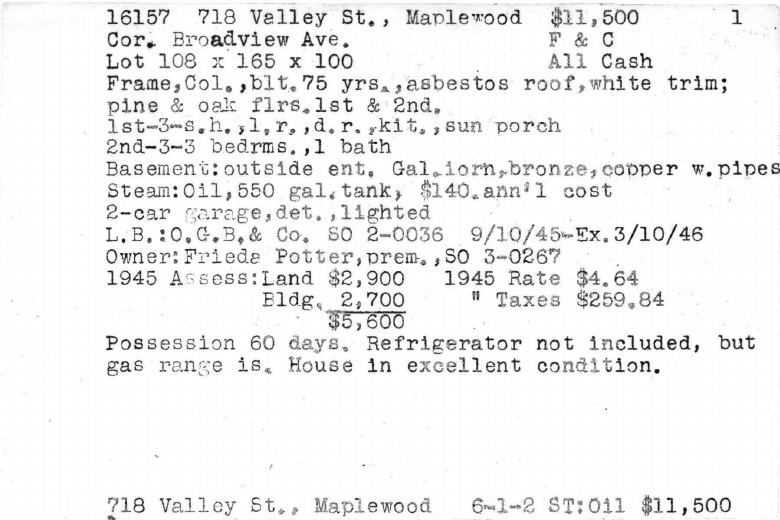 16157 718 Valley St., Maplewood $11,500 1
Cor. Broadview Ave. F & C
Lot 108 x 165 x 100 All Cash
Frame,Col.,blt.75 yrs.,asbestos roof,white trim;
pine & oak flrs.1st & 2nd.
1st-3-s.h.,l.r.,d.r.,kit.,sun porch
2nd-3-3 bedrms.,1 bath
Basement:outside ent. Gal.iorn,bronze,copper w.pipes
Steam:Oil,550 gal.tank, $140.ann'l cost
2-car garage,det.,lighted
L.B.:O.G.B.& Co. SO 2-0036 9/10/45-Ex.3/10/46
Owner:Frieda Potter,prem.,SO 3-0267
1945 Assess:Land $2,900 1945 Rate $4.64
Bldg. 2,700 " Taxes $259.84
$5,600
Possession 60 days. Refrigerator not included, but
gas range is. House in excellent condition.
718 Valley St., Maplewood 6-1-2 ST:Oil $11,500